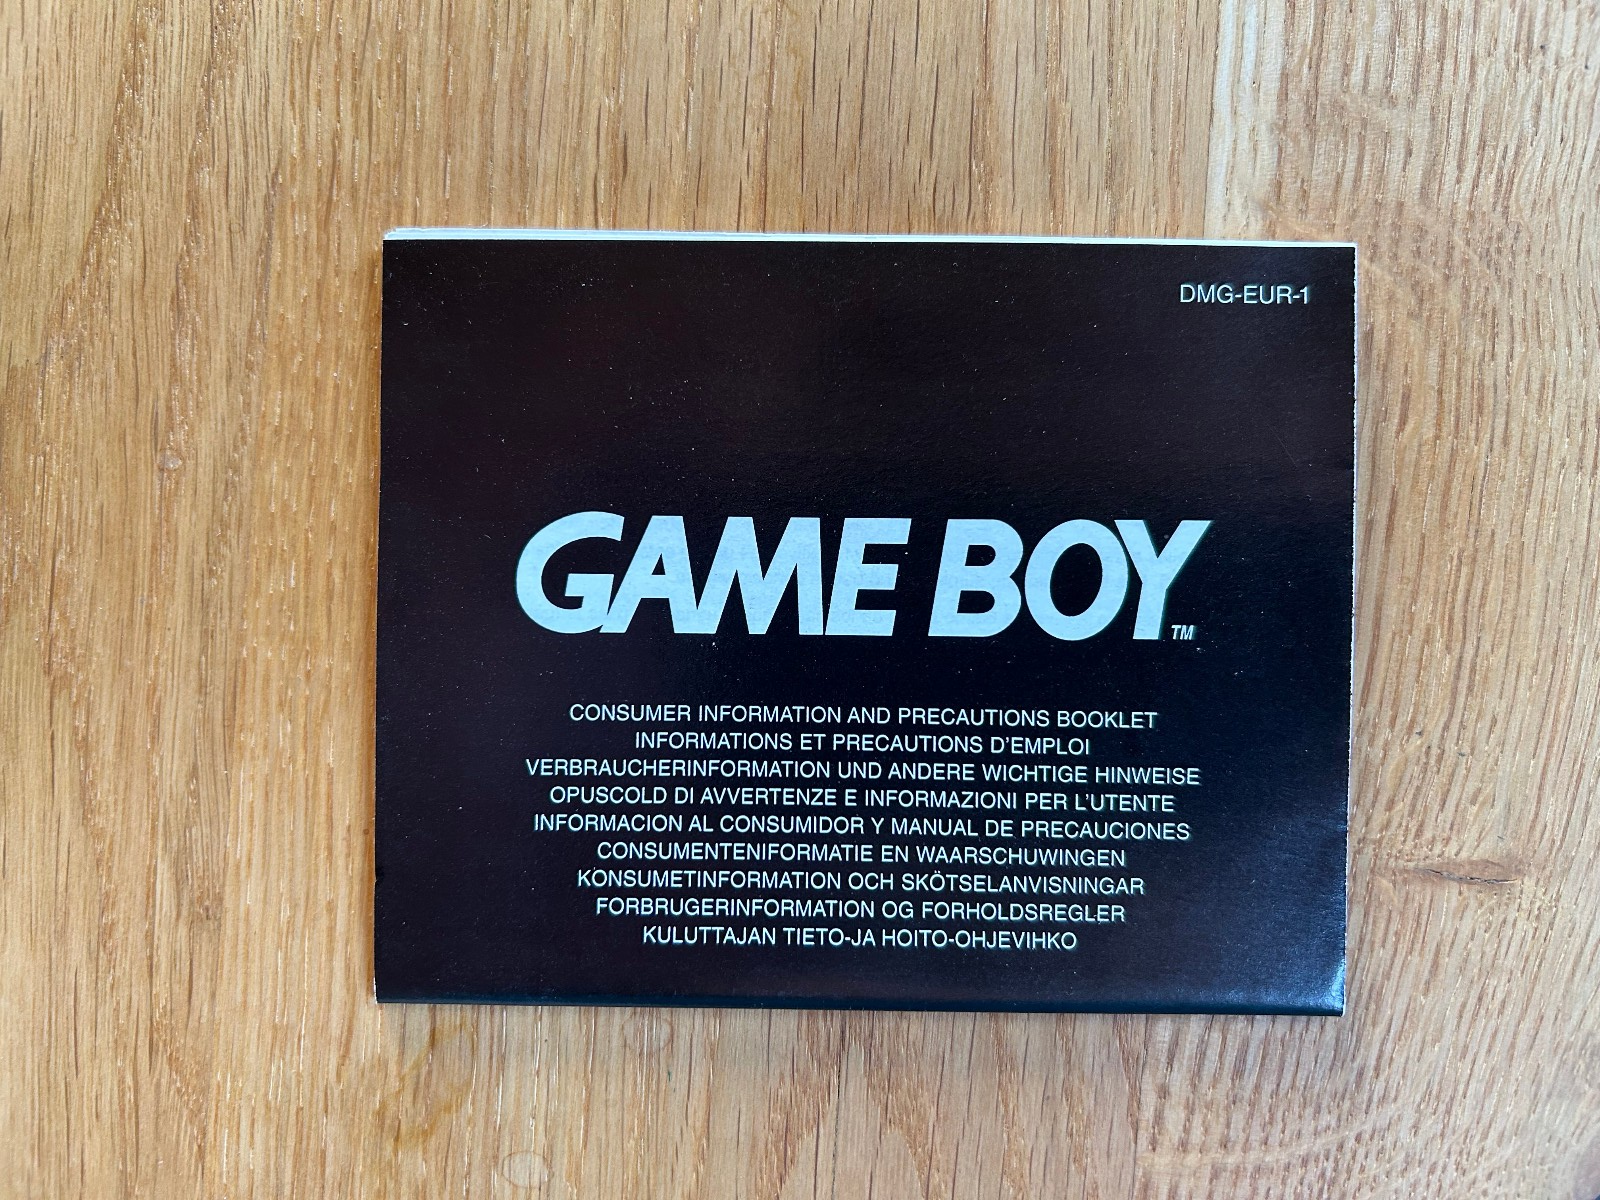 DMG-EUR-1
GAME BOY™
CONSUMER INFORMATION AND PRECAUTIONS BOOKLET
INFORMATIONS ET PRECAUTIONS D'EMPLOI
VERBRAUCHERINFORMATION UND ANDERE WICHTIGE HINWEISE
OPUSCOLD DI AVVERTENZE E INFORMAZIONI PER L'UTENTE
INFORMACION AL CONSUMIDOR Y MANUAL DE PRECAUCIONES
CONSUMENTENIFORMATIE EN WAARSCHUWINGEN
KONSUMETINFORMATION OCH SKÖTSELANVISNINGAR
FORBRUGERINFORMATION OG FORHOLDSREGLER
KULUTTAJAN TIETO-JA HOITO-OHJEVIHKO